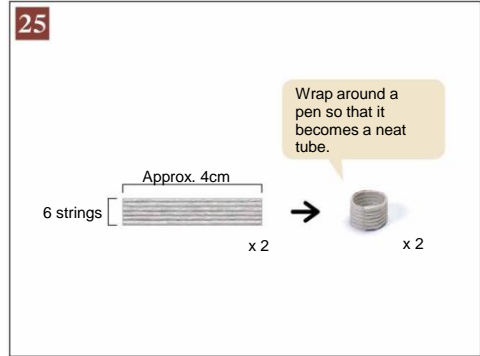 25
Wrap around a
pen so that it
becomes a neat
tube.
Approx. 4cm
6 strings
x 2
x 2